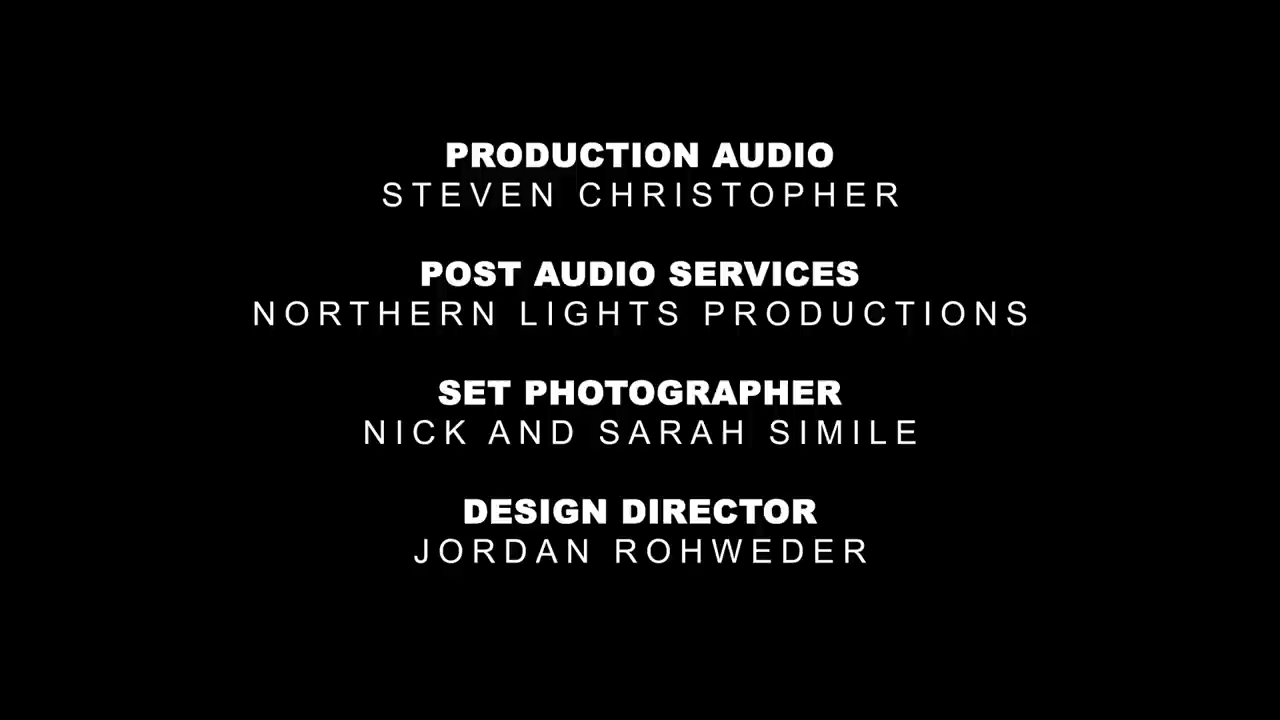 PRODUCTION AUDIO
STEVEN CHRISTOPHER
POST AUDIO SERVICES
NORTHERN LIGHTS PRODUCTIONS
SET PHOTOGRAPHER
NICK AND SARAH SIMILE
DESIGN DIRECTOR
JORDAN ROHWEDER